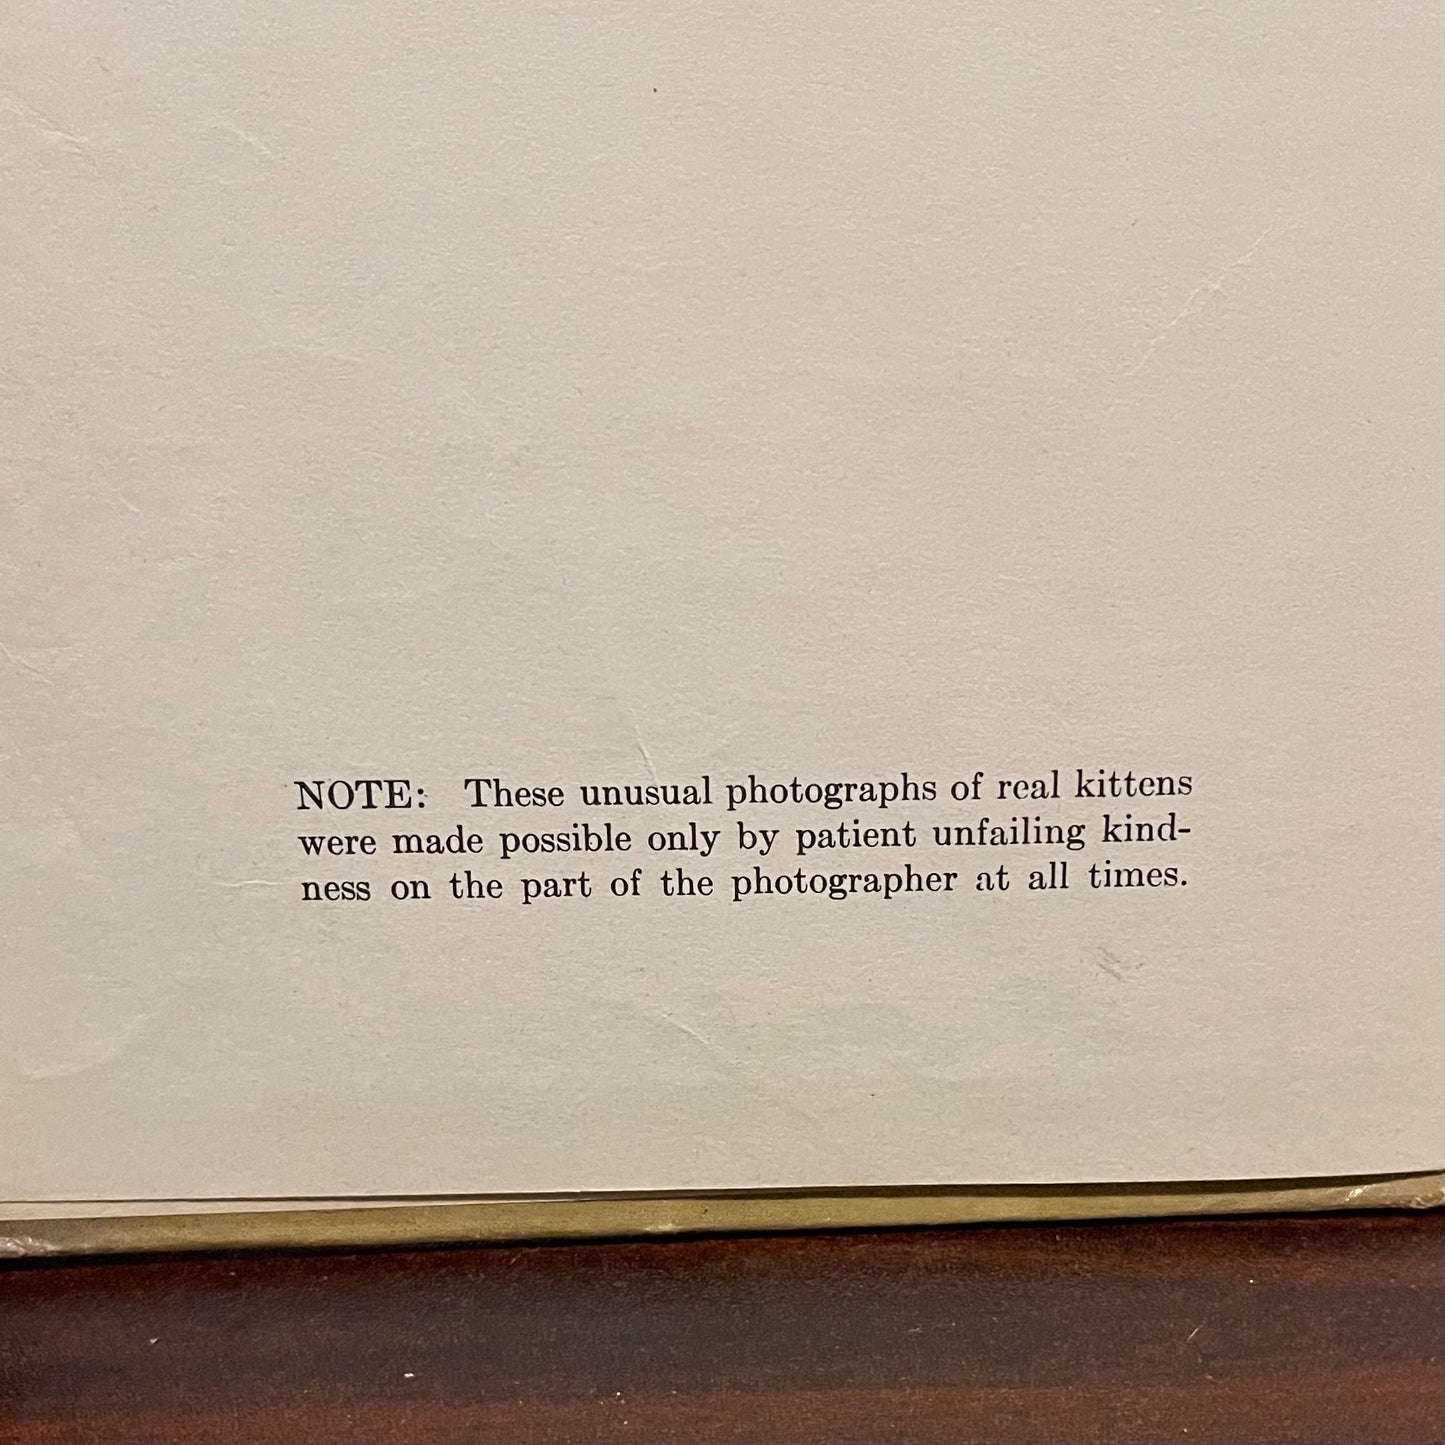 NOTE: These unusual photographs of real kittens
were made possible only by patient unfailing kind-
ness on the part of the photographer at all times.